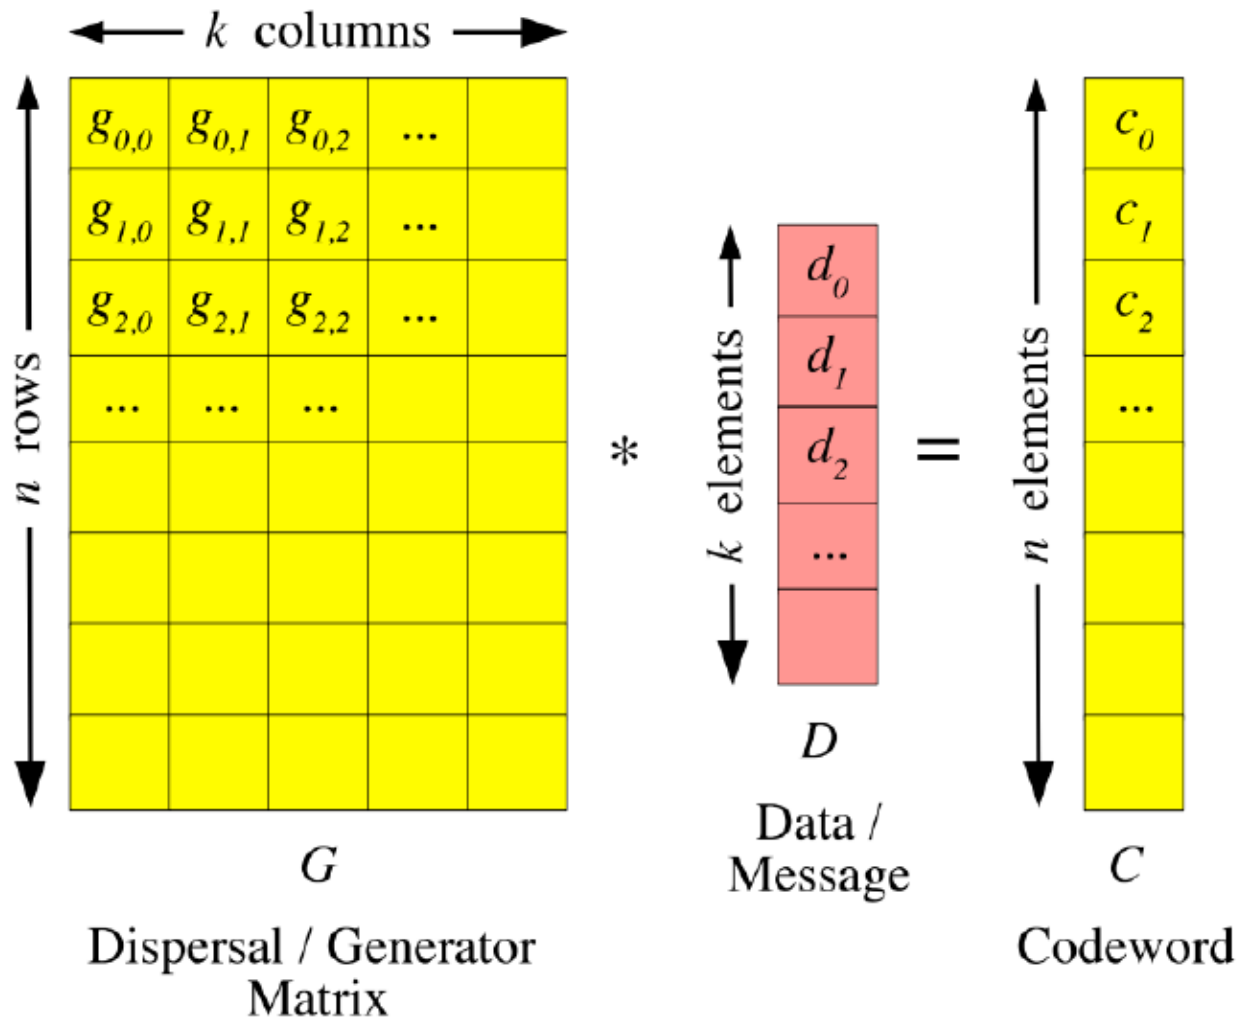 k columns
n rows
g0,0 g0,1 g0,2 ...
g1,0 g1,1 g1,2 ...
g2,0 g2,1 g2,2 ...
... ... ...
G
Dispersal / Generator
Matrix
*
k elements
d0
d1
d2
...
D
Data /
Message
=
n elements
c0
c1
c2
...
C
Codeword